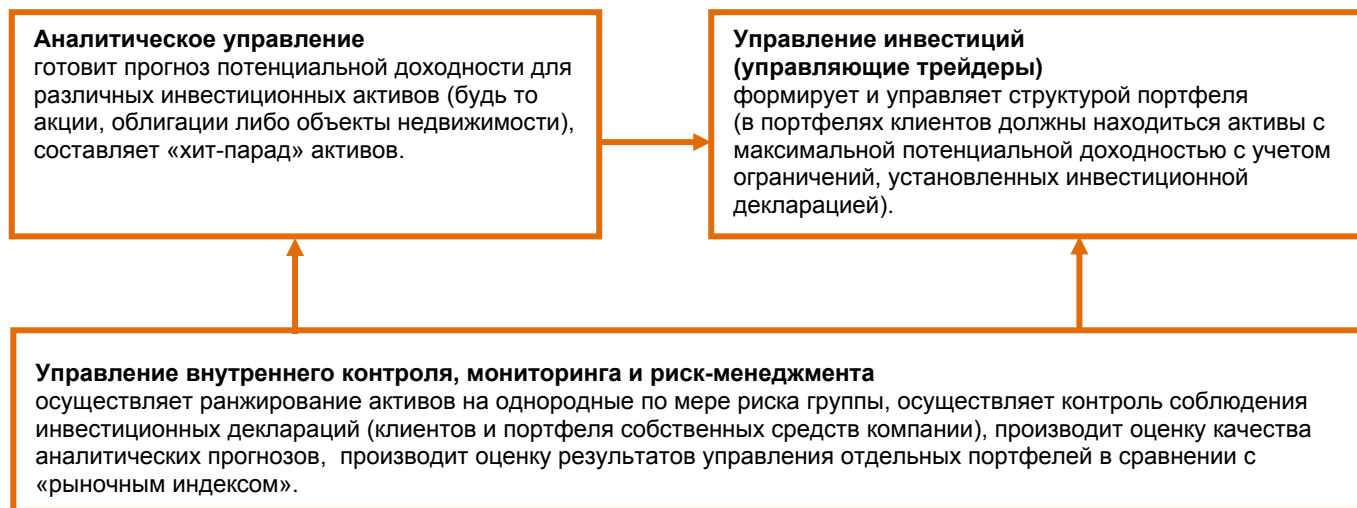 Аналитическое управление
готовит прогноз потенциальной доходности для
различных инвестиционных активов (будь то
акции, облигации либо объекты недвижимости),
составляет «хит-парад» активов.
Управление инвестиций
(управляющие трейдеры)
формирует и управляет структурой портфеля
(в портфелях клиентов должны находиться активы с
максимальной потенциальной доходностью с учетом
ограничений, установленных инвестиционной
декларацией).
Управление внутреннего контроля, мониторинга и риск-менеджмента
осуществляет ранжирование активов на однородные по мере риска группы, осуществляет контроль соблюдения
инвестиционных деклараций (клиентов и портфеля собственных средств компании), производит оценку качества
аналитических прогнозов, производит оценку результатов управления отдельных портфелей в сравнении с
«рыночным индексом».